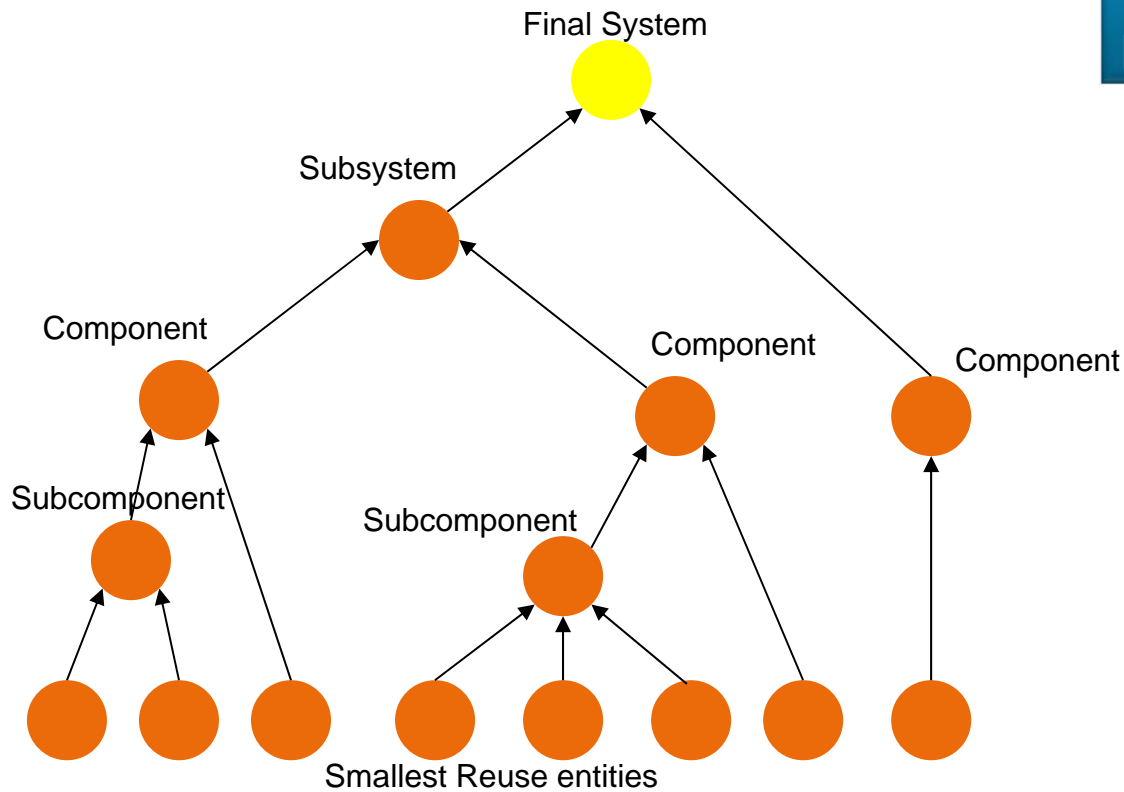 Final System
Subsystem
Component
Component
Component
Subcomponent
Subcomponent
Smallest Reuse entities